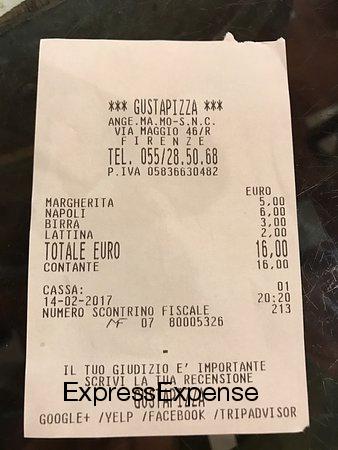 *** GUSTAPIZZA ***
ANGE.MA.MO-S.N.C.
VIA MAGGIO 46/R
F I R E N Z E
TEL. 055/28.50.68
P.IVA 05836630482
EURO
MARGHERITA 5,00
NAPOLI 6,00
BIRRA 3,00
LATTINA 2,00
TOTALE EURO 16,00
CONTANTE 16,00
CASSA: 01
14-02-2017 20:20
NUMERO SCONTRINO FISCALE 213
MF 07 80005326
-
IL TUO GIUDIZIO E' IMPORTANTE
SCRIVI LA TUA RECENSIONE
ExpressExpense
GUSTAPIZZA
GOOGLE+ /YELP /FACEBOOK /TRIPADVISOR